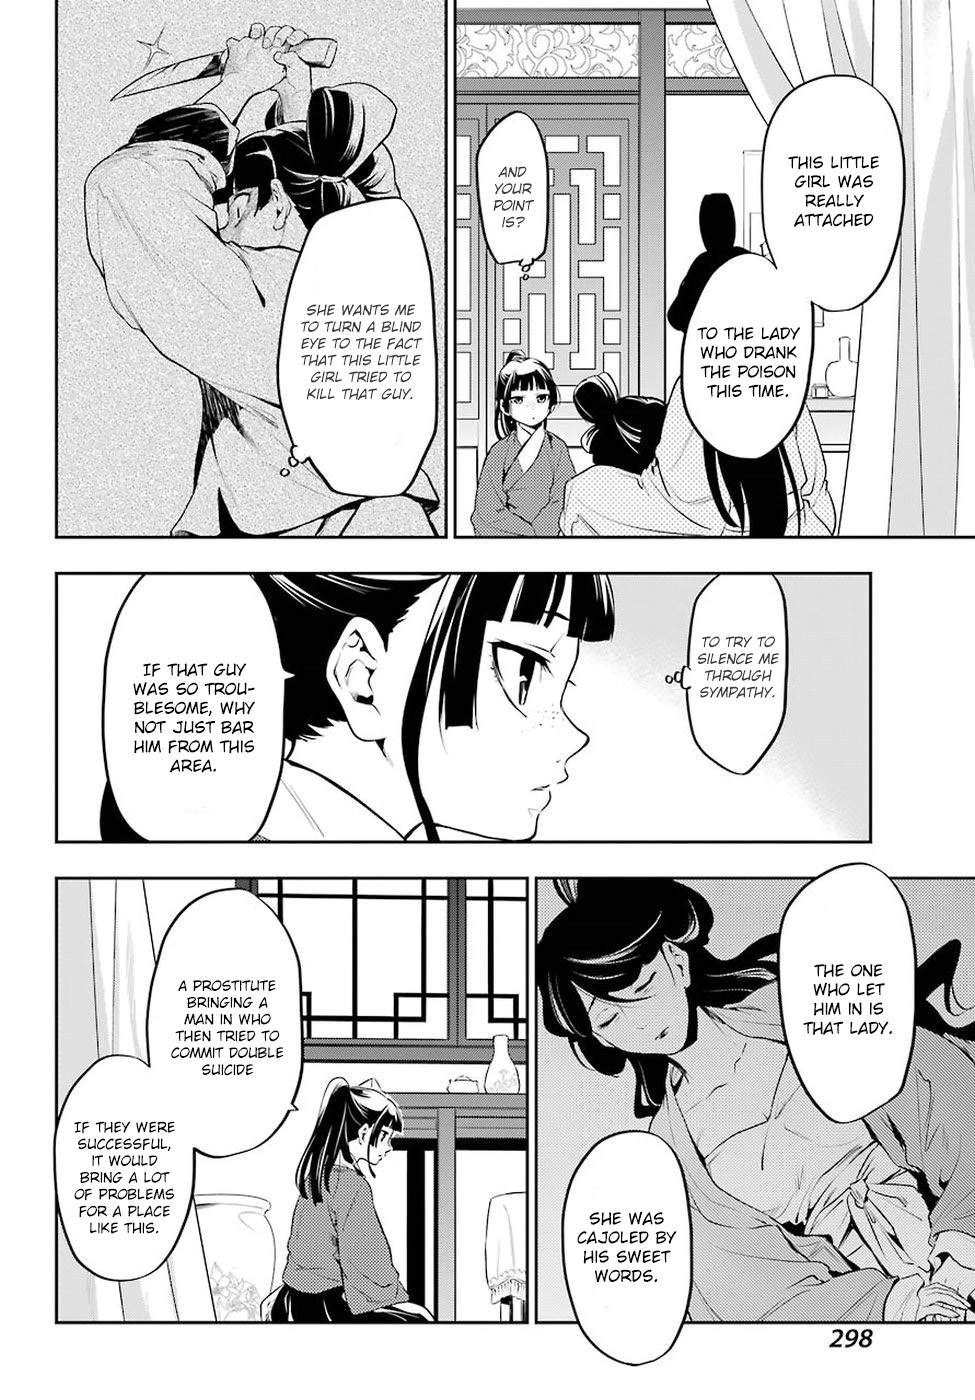 THIS LITTLE
GIRL WAS
REALLY
ATTACHED
TO THE LADY
WHO DRANK
THE POISON
THIS TIME.
AND
YOUR
POINT
IS?
SHE WANTS ME
TO TURN A BLIND
EYE TO THE FACT
THAT THIS LITTLE
GIRL TRIED TO
KILL THAT GUY.
TO TRY TO
SILENCE ME
THROUGH
SYMPATHY.
IF THAT GUY
WAS SO TROU-
BLESOME, WHY
NOT JUST BAR
HIM FROM THIS
AREA.
THE ONE
WHO LET
HIM IN IS
THAT LADY.
SHE WAS
CAJOLED BY
HIS SWEET
WORDS.
A PROSTITUTE
BRINGING A
MAN IN WHO
THEN TRIED TO
COMMIT DOUBLE
SUICIDE
IF THEY WERE
SUCCESSFUL,
IT WOULD
BRING A LOT
OF PROBLEMS
FOR A PLACE
LIKE THIS.
298